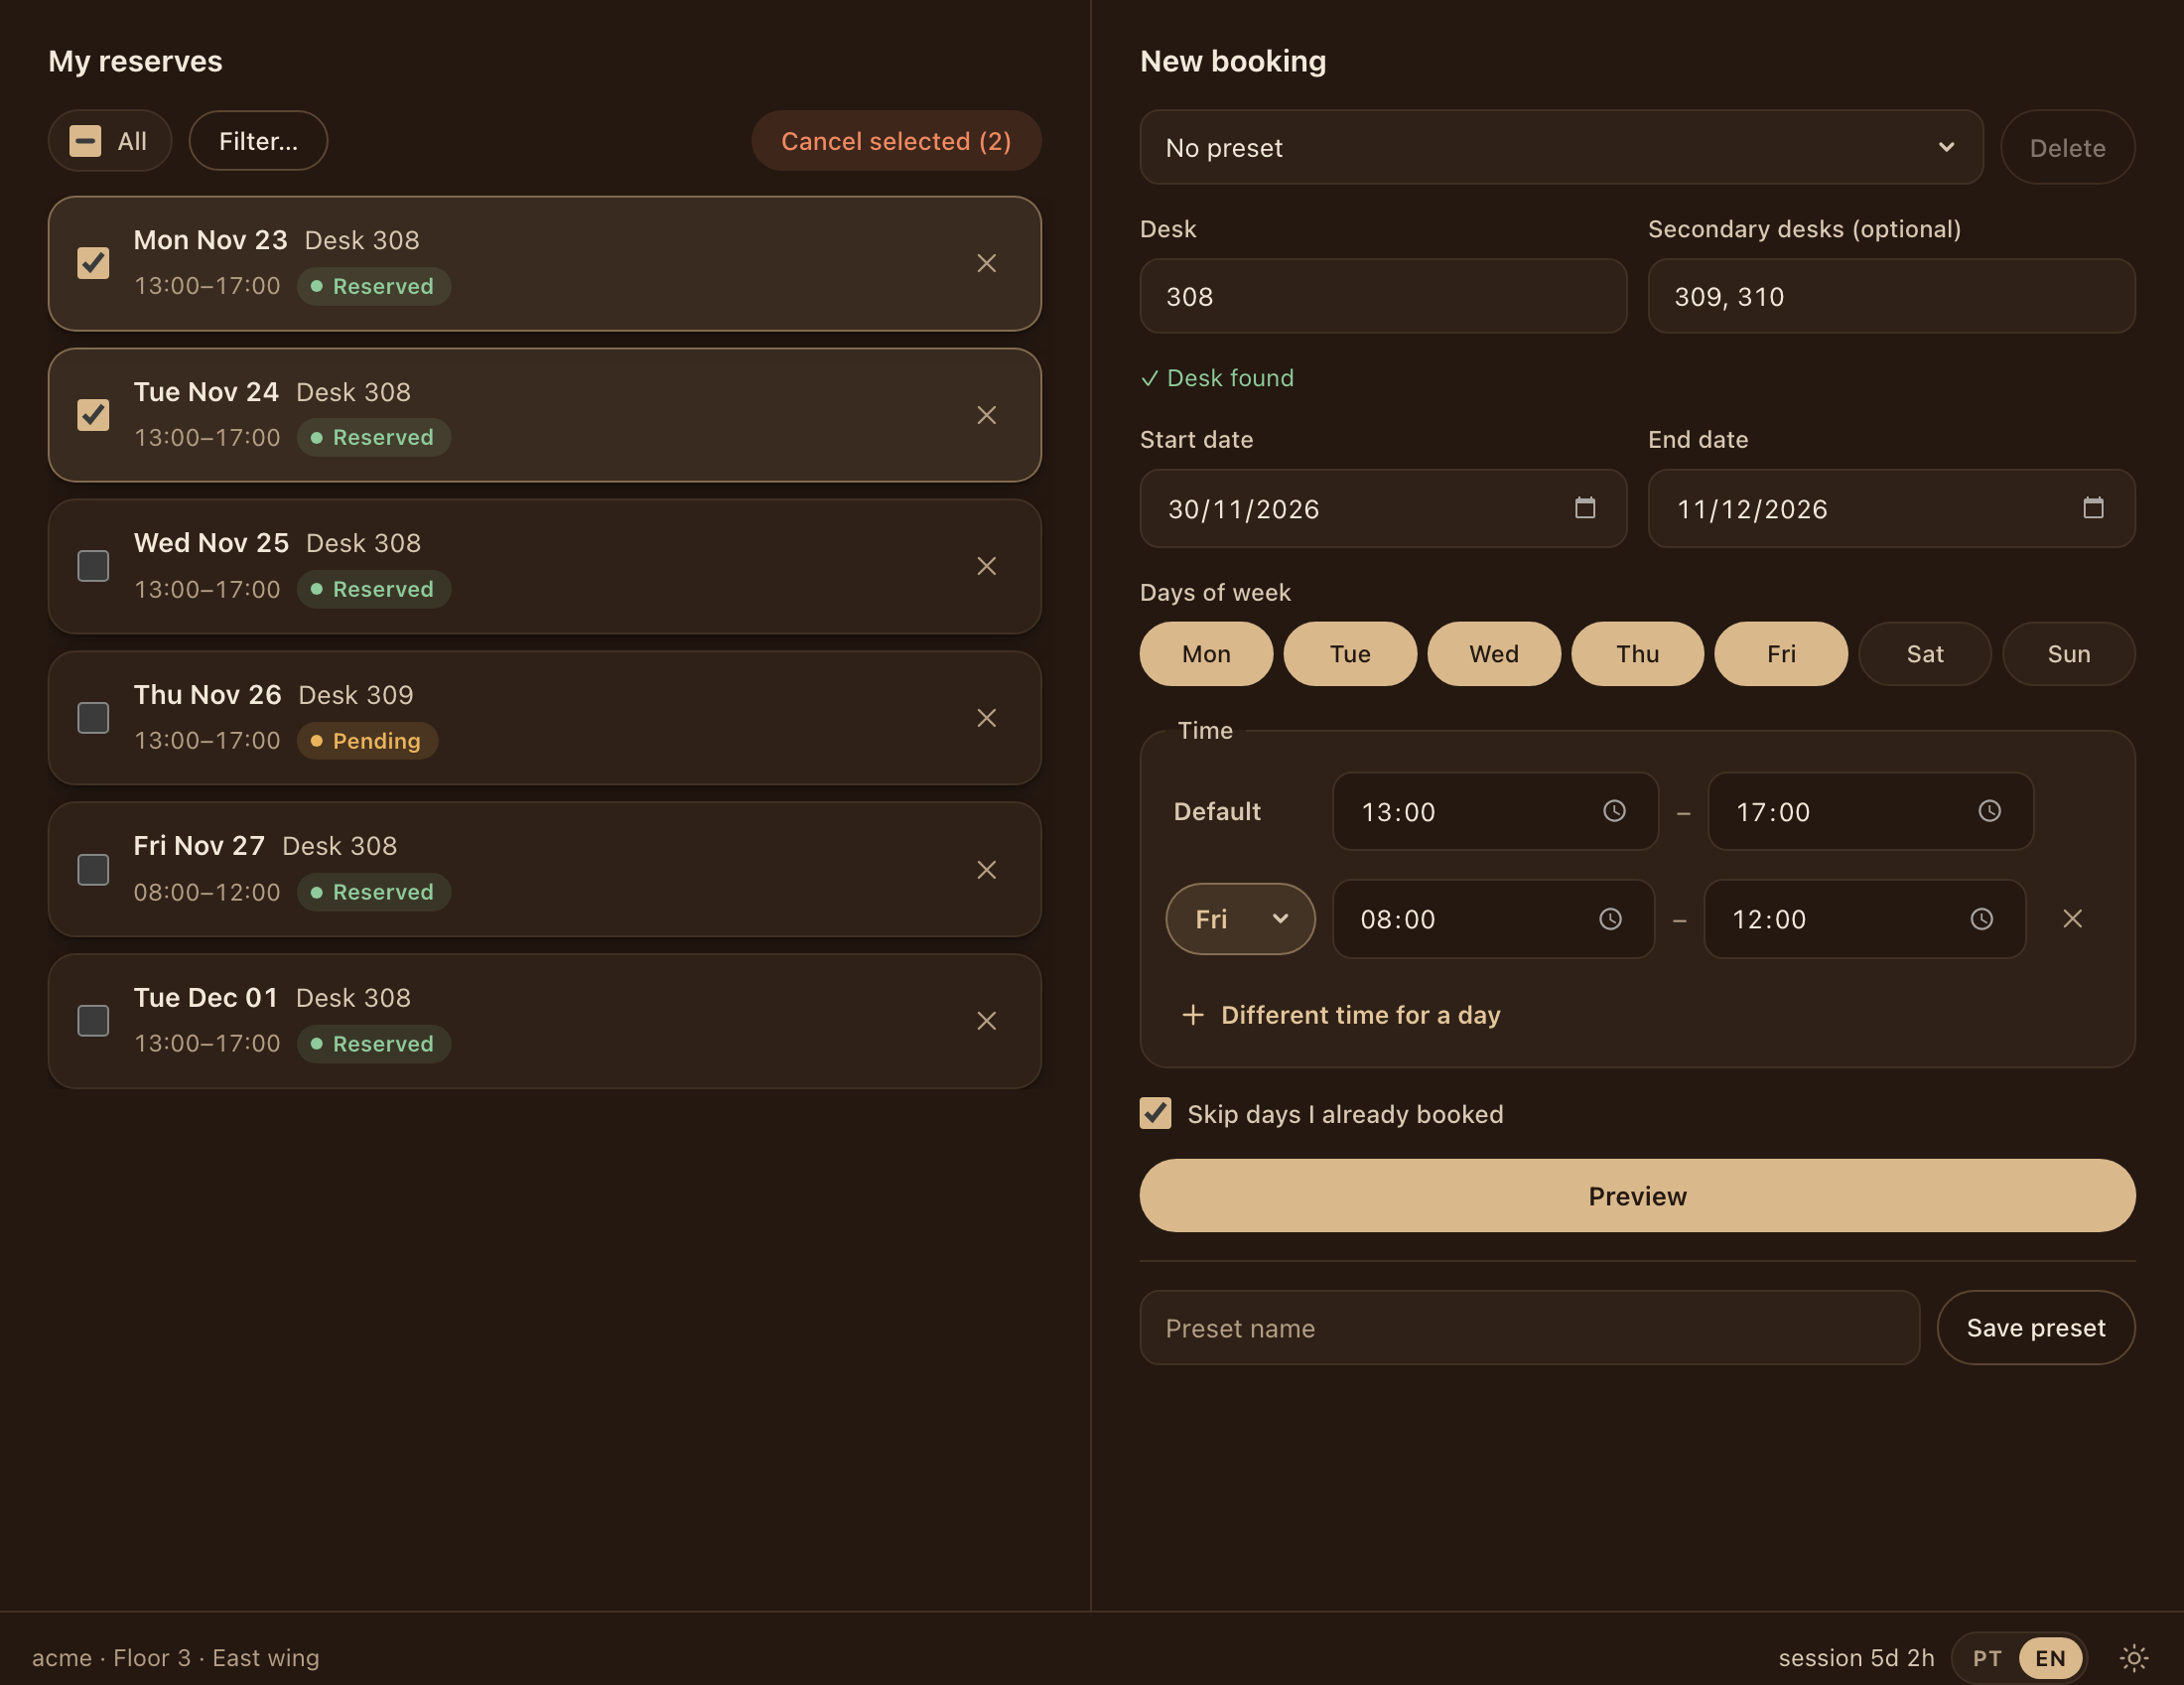 My reserves
All Filter... Cancel selected (2)
Mon Nov 23 Desk 308
13:00–17:00 Reserved
Tue Nov 24 Desk 308
13:00–17:00 Reserved
Wed Nov 25 Desk 308
13:00–17:00 Reserved
Thu Nov 26 Desk 309
13:00–17:00 Pending
Fri Nov 27 Desk 308
08:00–12:00 Reserved
Tue Dec 01 Desk 308
13:00–17:00 Reserved
New booking
No preset Delete
Desk Secondary desks (optional)
308 309, 310
✓ Desk found
Start date End date
30/11/2026 11/12/2026
Days of week
Mon Tue Wed Thu Fri Sat Sun
Time
Default 13:00 – 17:00
Fri 08:00 – 12:00
+ Different time for a day
Skip days I already booked
Preview
Preset name Save preset
acme · Floor 3 · East wing session 5d 2h PT EN